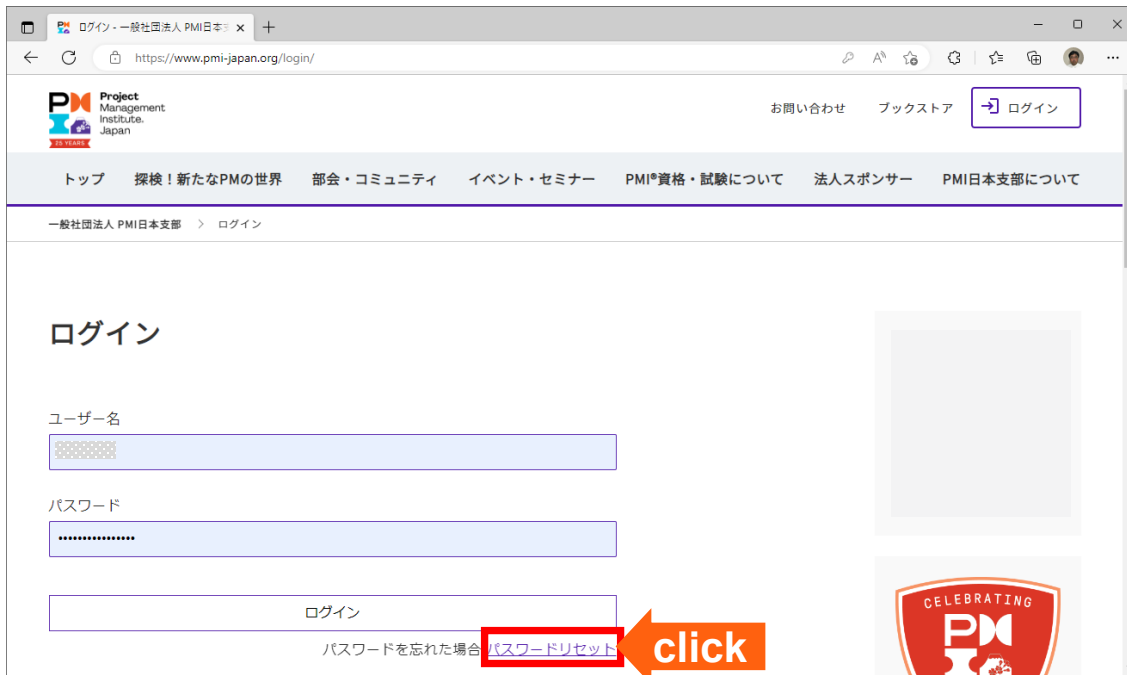 ログイン - 一般社団法人 PMI日本支
https://www.pmi-japan.org/login/
Project
Management
Institute.
Japan
25 YEARS
お問い合わせ ブックストア ログイン
トップ 探検！新たなPMの世界 部会・コミュニティ イベント・セミナー PMI®資格・試験について 法人スポンサー PMI日本支部について
一般社団法人 PMI日本支部 > ログイン
ログイン
ユーザー名
パスワード
••••••••••••••••
ログイン
パスワードを忘れた場合 パスワードリセット
click
CELEBRATING
PM